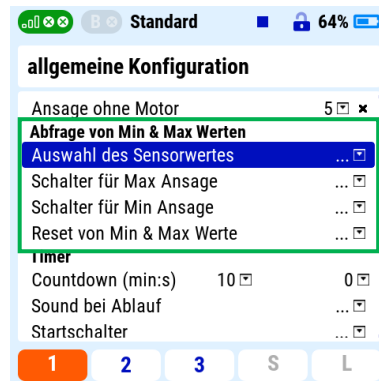 B Standard 64%
allgemeine Konfiguration
Ansage ohne Motor 5
Abfrage von Min & Max Werten
Auswahl des Sensorwertes ...
Schalter für Max Ansage ...
Schalter für Min Ansage ...
Reset von Min & Max Werte ...
Timer
Countdown (min:s) 10 0
Sound bei Ablauf ...
Startschalter ...
1 2 3 S L